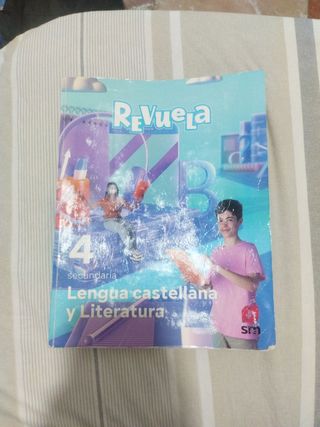 REVUELA
4
secundaria
Lengua castellana
y Literatura
sm